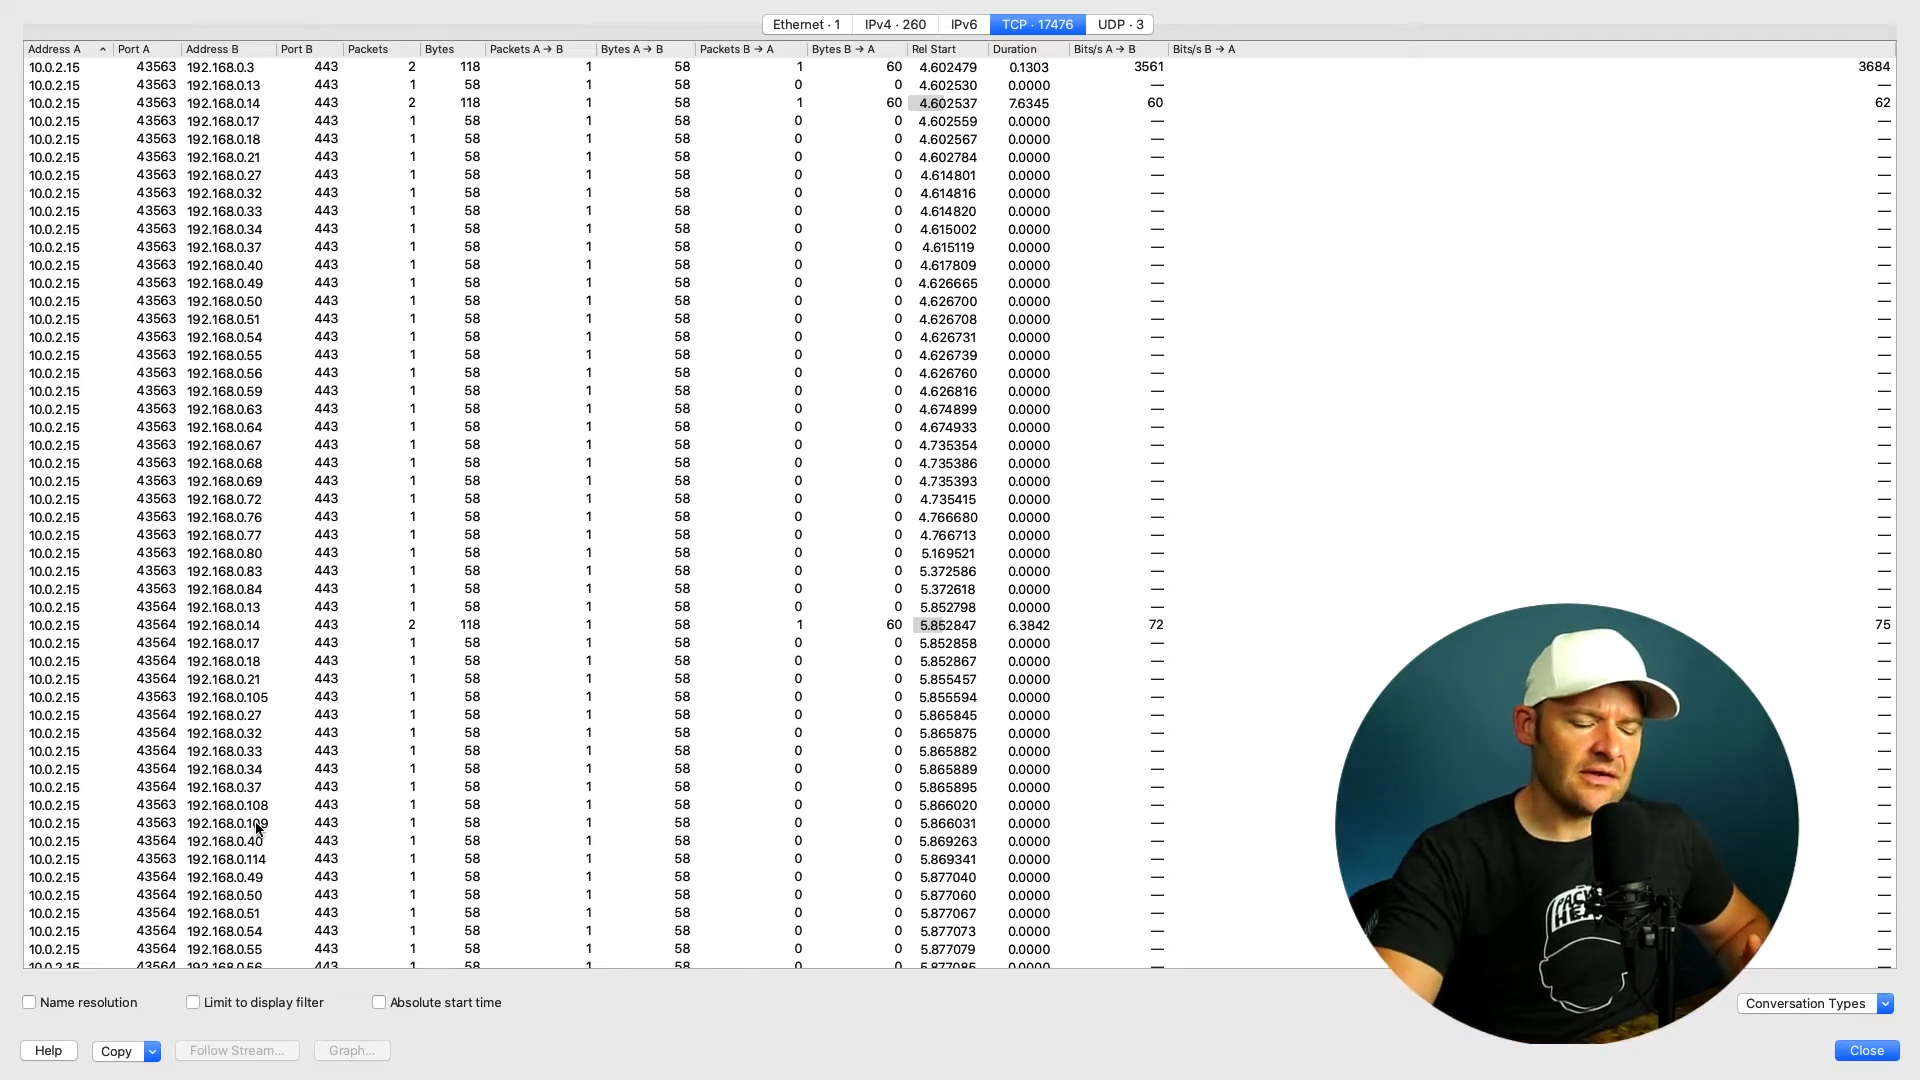 Ethernet · 1 IPv4 · 260 IPv6 TCP · 17476 UDP · 3
Address A Port A Address B Port B Packets Bytes Packets A → B Bytes A → B Packets B → A Bytes B → A Rel Start Duration Bits/s A → B Bits/s B → A
10.0.2.15 43563 192.168.0.3 443 2 118 1 58 1 60 4.602479 0.1303 3561 3684
10.0.2.15 43563 192.168.0.13 443 1 58 1 58 0 0 4.602530 0.0000 — —
10.0.2.15 43563 192.168.0.14 443 2 118 1 58 1 60 4.602537 7.6345 60 62
10.0.2.15 43563 192.168.0.17 443 1 58 1 58 0 0 4.602559 0.0000 — —
10.0.2.15 43563 192.168.0.18 443 1 58 1 58 0 0 4.602567 0.0000 — —
10.0.2.15 43563 192.168.0.21 443 1 58 1 58 0 0 4.602784 0.0000 — —
10.0.2.15 43563 192.168.0.27 443 1 58 1 58 0 0 4.614801 0.0000 — —
10.0.2.15 43563 192.168.0.32 443 1 58 1 58 0 0 4.614816 0.0000 — —
10.0.2.15 43563 192.168.0.33 443 1 58 1 58 0 0 4.614820 0.0000 — —
10.0.2.15 43563 192.168.0.34 443 1 58 1 58 0 0 4.615002 0.0000 — —
10.0.2.15 43563 192.168.0.37 443 1 58 1 58 0 0 4.615119 0.0000 — —
10.0.2.15 43563 192.168.0.40 443 1 58 1 58 0 0 4.617809 0.0000 — —
10.0.2.15 43563 192.168.0.49 443 1 58 1 58 0 0 4.626665 0.0000 — —
10.0.2.15 43563 192.168.0.50 443 1 58 1 58 0 0 4.626700 0.0000 — —
10.0.2.15 43563 192.168.0.51 443 1 58 1 58 0 0 4.626708 0.0000 — —
10.0.2.15 43563 192.168.0.54 443 1 58 1 58 0 0 4.626731 0.0000 — —
10.0.2.15 43563 192.168.0.55 443 1 58 1 58 0 0 4.626739 0.0000 — —
10.0.2.15 43563 192.168.0.56 443 1 58 1 58 0 0 4.626760 0.0000 — —
10.0.2.15 43563 192.168.0.59 443 1 58 1 58 0 0 4.626816 0.0000 — —
10.0.2.15 43563 192.168.0.63 443 1 58 1 58 0 0 4.674899 0.0000 — —
10.0.2.15 43563 192.168.0.64 443 1 58 1 58 0 0 4.674933 0.0000 — —
10.0.2.15 43563 192.168.0.67 443 1 58 1 58 0 0 4.735354 0.0000 — —
10.0.2.15 43563 192.168.0.68 443 1 58 1 58 0 0 4.735386 0.0000 — —
10.0.2.15 43563 192.168.0.69 443 1 58 1 58 0 0 4.735393 0.0000 — —
10.0.2.15 43563 192.168.0.72 443 1 58 1 58 0 0 4.735415 0.0000 — —
10.0.2.15 43563 192.168.0.76 443 1 58 1 58 0 0 4.766680 0.0000 — —
10.0.2.15 43563 192.168.0.77 443 1 58 1 58 0 0 4.766713 0.0000 — —
10.0.2.15 43563 192.168.0.80 443 1 58 1 58 0 0 5.169521 0.0000 — —
10.0.2.15 43563 192.168.0.83 443 1 58 1 58 0 0 5.372586 0.0000 — —
10.0.2.15 43563 192.168.0.84 443 1 58 1 58 0 0 5.372618 0.0000 — —
10.0.2.15 43564 192.168.0.13 443 1 58 1 58 0 0 5.852798 0.0000 — —
10.0.2.15 43564 192.168.0.14 443 2 118 1 58 1 60 5.852847 6.3842 72 75
10.0.2.15 43564 192.168.0.17 443 1 58 1 58 0 0 5.852858 0.0000 — —
10.0.2.15 43564 192.168.0.18 443 1 58 1 58 0 0 5.852867 0.0000 — —
10.0.2.15 43564 192.168.0.21 443 1 58 1 58 0 0 5.855457 0.0000 — —
10.0.2.15 43563 192.168.0.105 443 1 58 1 58 0 0 5.855594 0.0000 — —
10.0.2.15 43564 192.168.0.27 443 1 58 1 58 0 0 5.865845 0.0000 — —
10.0.2.15 43564 192.168.0.32 443 1 58 1 58 0 0 5.865875 0.0000 — —
10.0.2.15 43564 192.168.0.33 443 1 58 1 58 0 0 5.865882 0.0000 — —
10.0.2.15 43564 192.168.0.34 443 1 58 1 58 0 0 5.865889 0.0000 — —
10.0.2.15 43564 192.168.0.37 443 1 58 1 58 0 0 5.865895 0.0000 — —
10.0.2.15 43563 192.168.0.108 443 1 58 1 58 0 0 5.866020 0.0000 — —
10.0.2.15 43563 192.168.0.109 443 1 58 1 58 0 0 5.866031 0.0000 — —
10.0.2.15 43564 192.168.0.40 443 1 58 1 58 0 0 5.869263 0.0000 — —
10.0.2.15 43563 192.168.0.114 443 1 58 1 58 0 0 5.869341 0.0000 — —
10.0.2.15 43564 192.168.0.49 443 1 58 1 58 0 0 5.877040 0.0000 — —
10.0.2.15 43564 192.168.0.50 443 1 58 1 58 0 0 5.877060 0.0000 — —
10.0.2.15 43564 192.168.0.51 443 1 58 1 58 0 0 5.877067 0.0000 — —
10.0.2.15 43564 192.168.0.54 443 1 58 1 58 0 0 5.877073 0.0000 — —
10.0.2.15 43564 192.168.0.55 443 1 58 1 58 0 0 5.877079 0.0000 — —
10.0.2.15 43564 192.168.0.56 443 1 58 1 58 0 0 5.877085 0.0000 — —
Name resolution Limit to display filter Absolute start time Conversation Types
Help Copy Follow Stream... Graph... Close